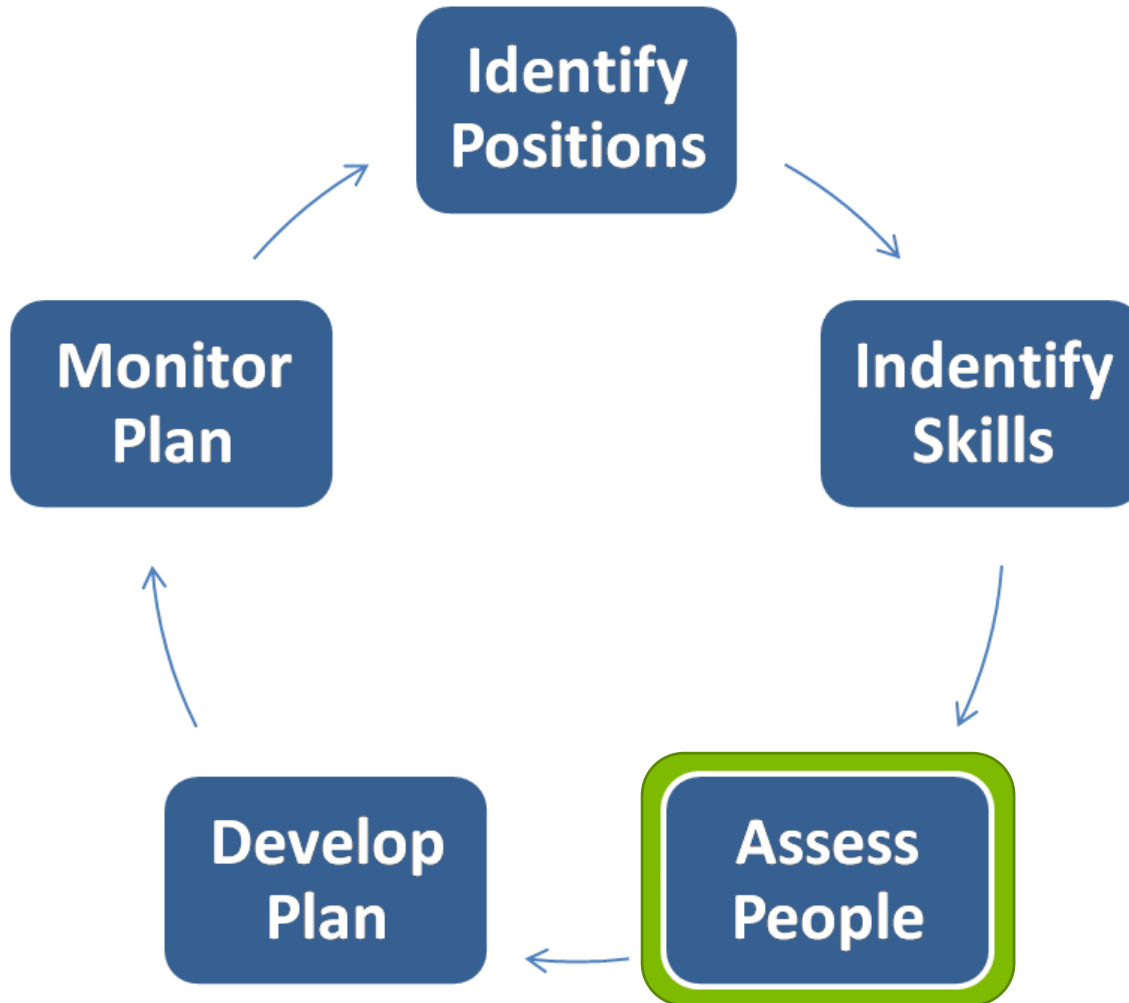 Identify
Positions
Indentify
Skills
Assess
People
Develop
Plan
Monitor
Plan